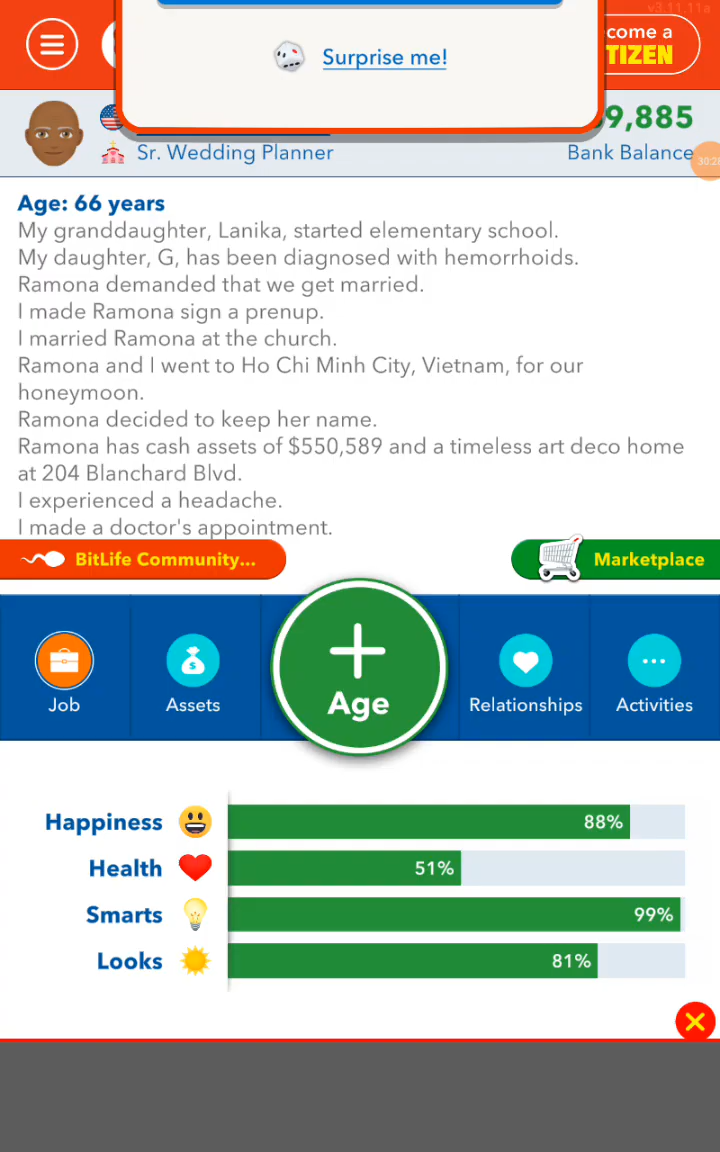 v3.11.11a
Surprise me!
come a
TIZEN
9,885
Sr. Wedding Planner
Bank Balance
30:28
Age: 66 years
My granddaughter, Lanika, started elementary school.
My daughter, G, has been diagnosed with hemorrhoids.
Ramona demanded that we get married.
I made Ramona sign a prenup.
I married Ramona at the church.
Ramona and I went to Ho Chi Minh City, Vietnam, for our
honeymoon.
Ramona decided to keep her name.
Ramona has cash assets of $550,589 and a timeless art deco home
at 204 Blanchard Blvd.
I experienced a headache.
I made a doctor's appointment.
BitLife Community...
Marketplace
Job
Assets
Age
Relationships
Activities
Happiness
88%
Health
51%
Smarts
99%
Looks
81%